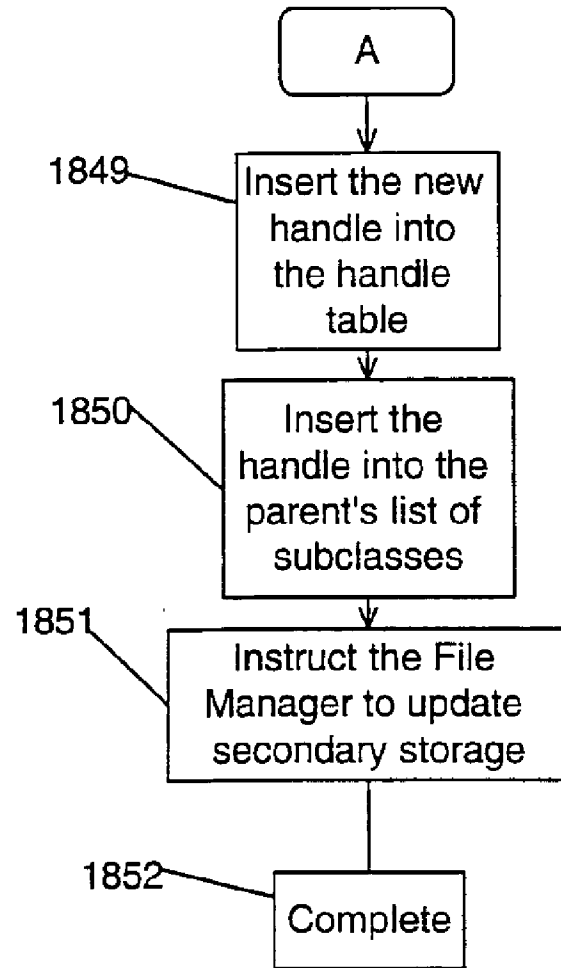 A
1849
Insert the new
handle into
the handle
table
1850
Insert the
handle into the
parent's list of
subclasses
1851
Instruct the File
Manager to update
secondary storage
1852
Complete